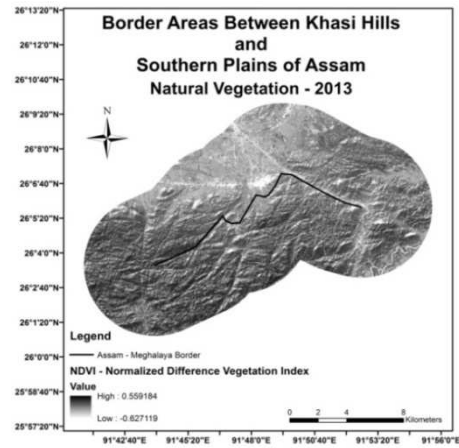 Border Areas Between Khasi Hills
and
Southern Plains of Assam
Natural Vegetation - 2013
N
26°13'20"N
26°12'0"N
26°10'40"N
26°9'20"N
26°8'0"N
26°6'40"N
26°5'20"N
26°4'0"N
26°2'40"N
26°1'20"N
26°0'0"N
25°58'40"N
25°57'20"N
Legend
Assam - Meghalaya Border
NDVI - Normalized Difference Vegetation Index
Value
High : 0.559184
Low : -0.627119
0 2 4 8
Kilometers
91°42'40"E 91°45'20"E 91°48'0"E 91°50'40"E 91°53'20"E 91°56'0"E